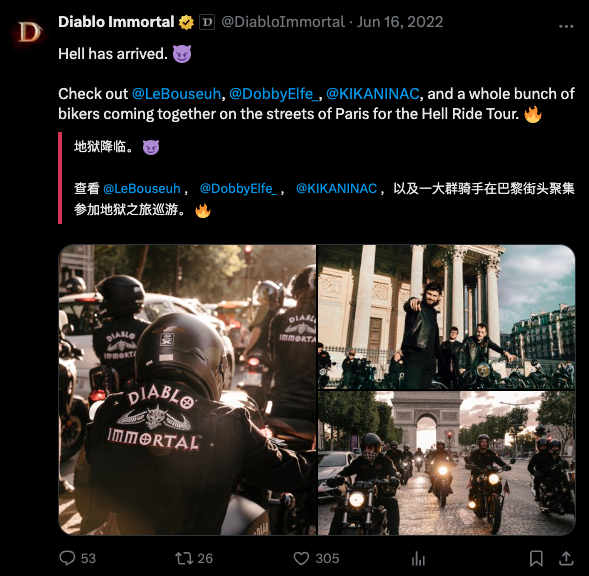 Diablo Immortal @DiabloImmortal · Jun 16, 2022
Hell has arrived. 😈
Check out @LeBouseuh, @DobbyElfe_, @KIKANINAC, and a whole bunch of
bikers coming together on the streets of Paris for the Hell Ride Tour. 🔥
地狱降临。 😈
查看 @LeBouseuh , @DobbyElfe_ , @KIKANINAC ,以及一大群骑手在巴黎街头聚集
参加地狱之旅巡游。 🔥
DIABLO
IMMORTAL
DIABLO
IMMORTA
DIABLO
IMMORTA
53 26 305